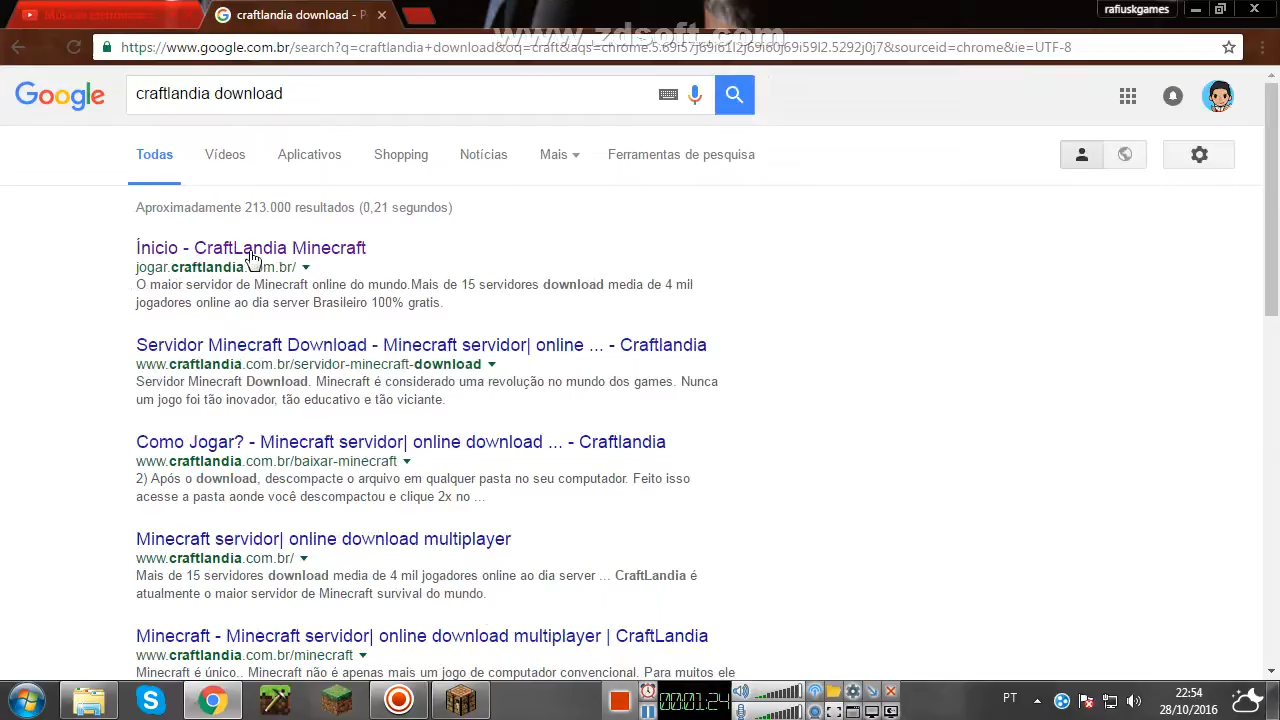 craftlandia download - P
rafiuskgames
www.zdsoft.com
https://www.google.com.br/search?q=craftlandia+download&oq=craft&aqs=chrome.5.69i57j69i61l2j69i60j69i59l2.5292j0j7&sourceid=chrome&ie=UTF-8
Google
craftlandia download
Todas Vídeos Aplicativos Shopping Notícias Mais Ferramentas de pesquisa
Aproximadamente 213.000 resultados (0,21 segundos)
Ínicio - CraftLandia Minecraft
jogar.craftlandia.com.br/
O maior servidor de Minecraft online do mundo.Mais de 15 servidores download media de 4 mil
jogadores online ao dia server Brasileiro 100% gratis.
Servidor Minecraft Download - Minecraft servidor| online ... - Craftlandia
www.craftlandia.com.br/servidor-minecraft-download
Servidor Minecraft Download. Minecraft é considerado uma revolução no mundo dos games. Nunca
um jogo foi tão inovador, tão educativo e tão viciante.
Como Jogar? - Minecraft servidor| online download ... - Craftlandia
www.craftlandia.com.br/baixar-minecraft
2) Após o download, descompacte o arquivo em qualquer pasta no seu computador. Feito isso
acesse a pasta aonde você descompactou e clique 2x no ...
Minecraft servidor| online download multiplayer
www.craftlandia.com.br/
Mais de 15 servidores download media de 4 mil jogadores online ao dia server ... CraftLandia é
atualmente o maior servidor de Minecraft survival do mundo.
Minecraft - Minecraft servidor| online download multiplayer | CraftLandia
www.craftlandia.com.br/minecraft
Minecraft é único.. Minecraft não é apenas mais um jogo de computador convencional. Para muitos ele
00:01:24
PT
22:54
28/10/2016